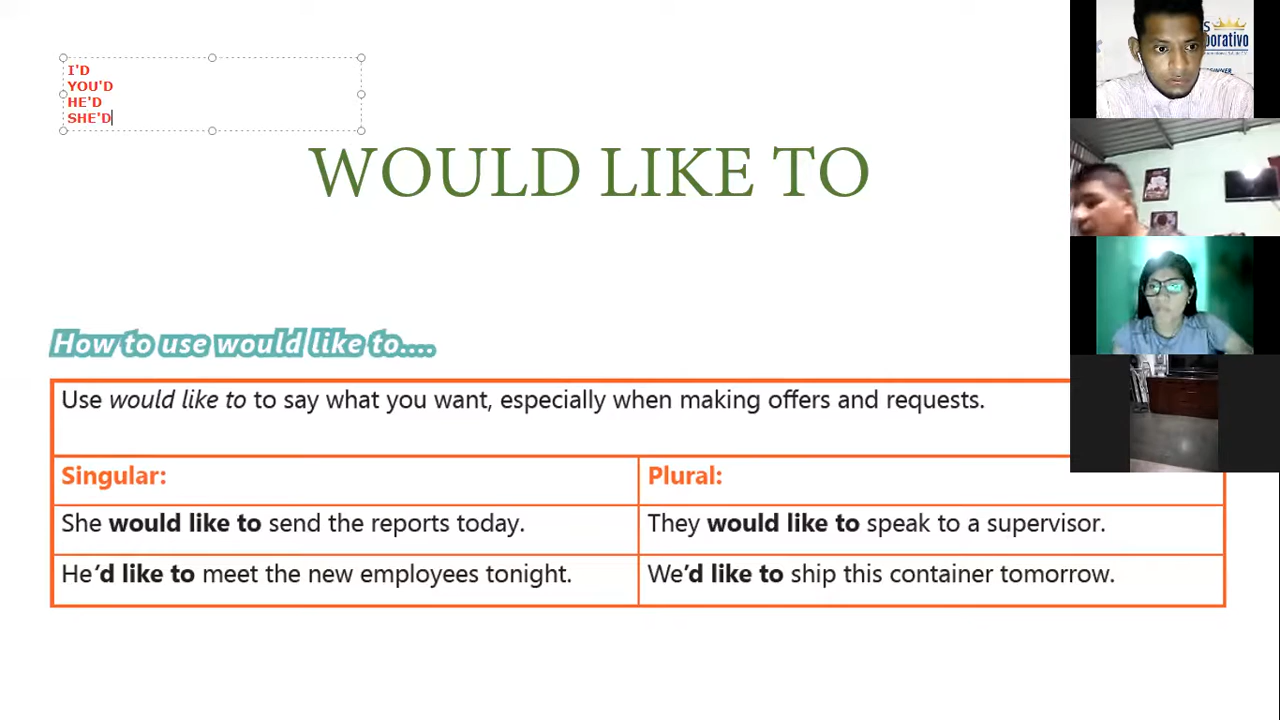 I'D
YOU'D
HE'D
SHE'D
WOULD LIKE TO
How to use would like to....
Use would like to to say what you want, especially when making offers and requests.
Singular:
Plural:
She would like to send the reports today.
They would like to speak to a supervisor.
He'd like to meet the new employees tonight.
We'd like to ship this container tomorrow.